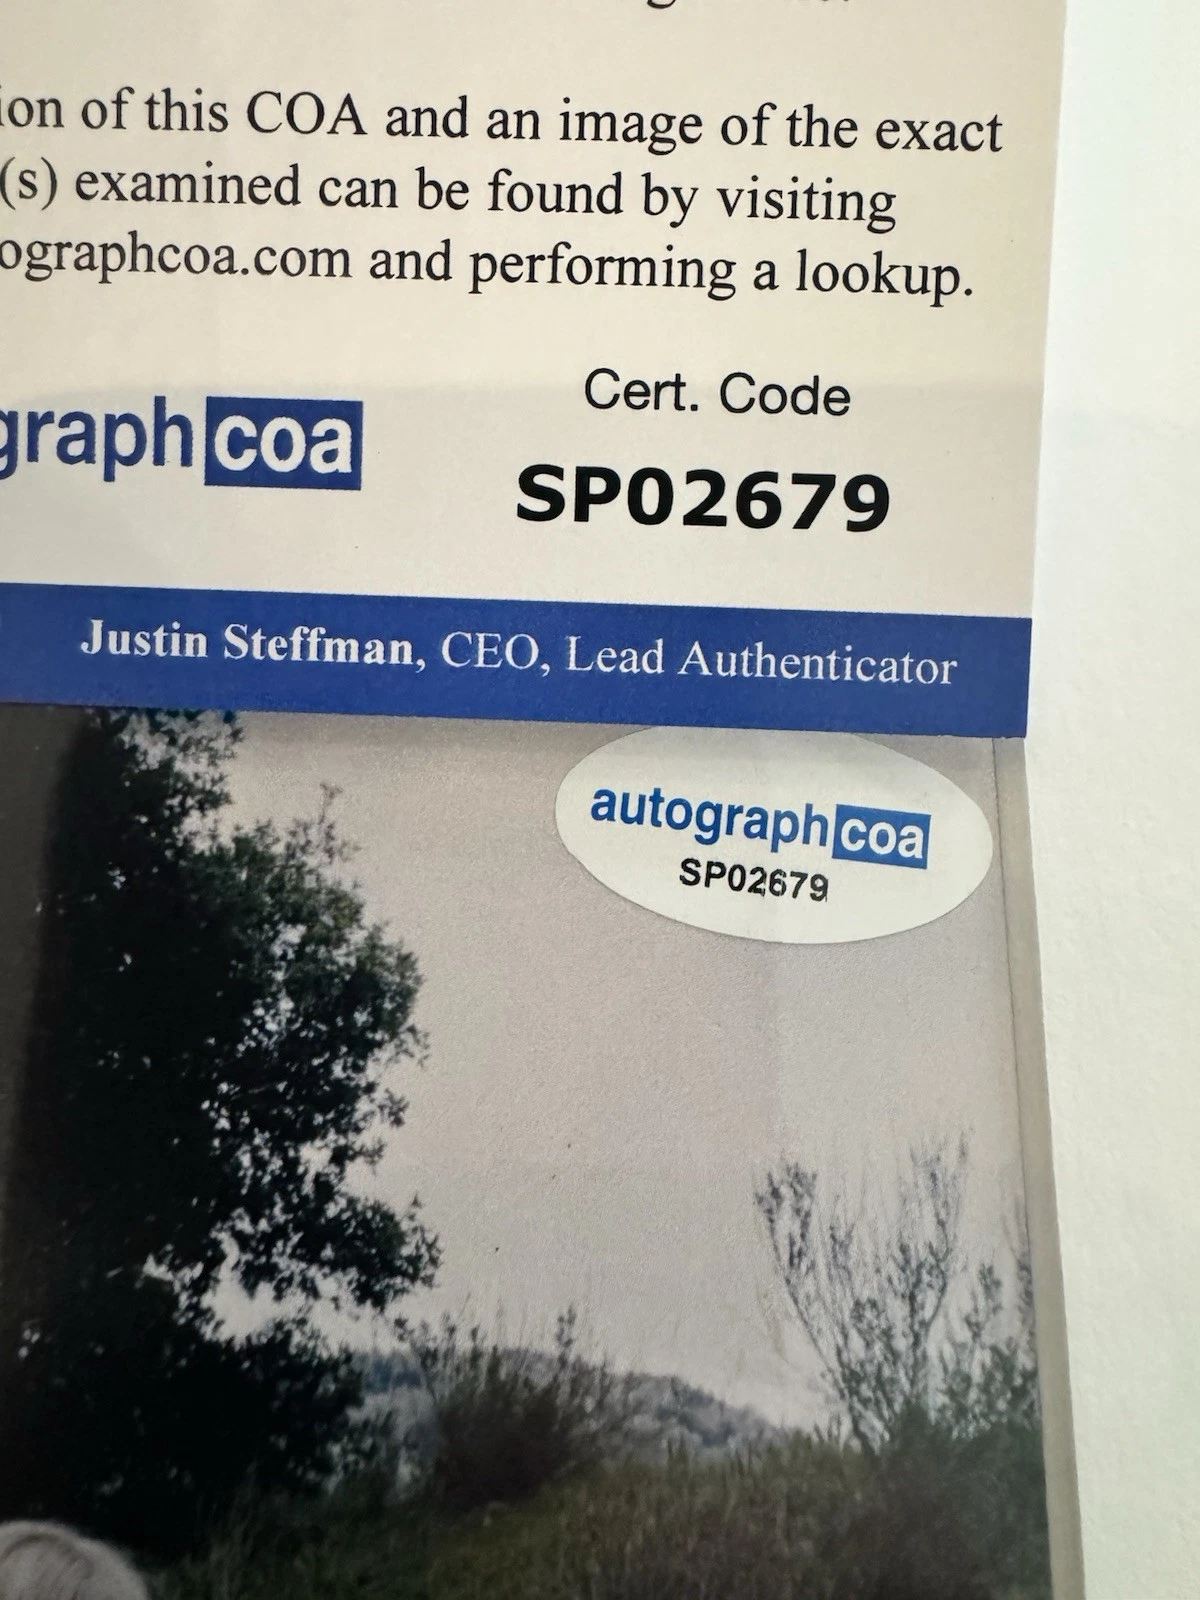 ion of this COA and an image of the exact
(s) examined can be found by visiting
ographcoa.com and performing a lookup.
Cert. Code
graph coa
SP02679
Justin Steffman, CEO, Lead Authenticator
autograph coa
SP02679